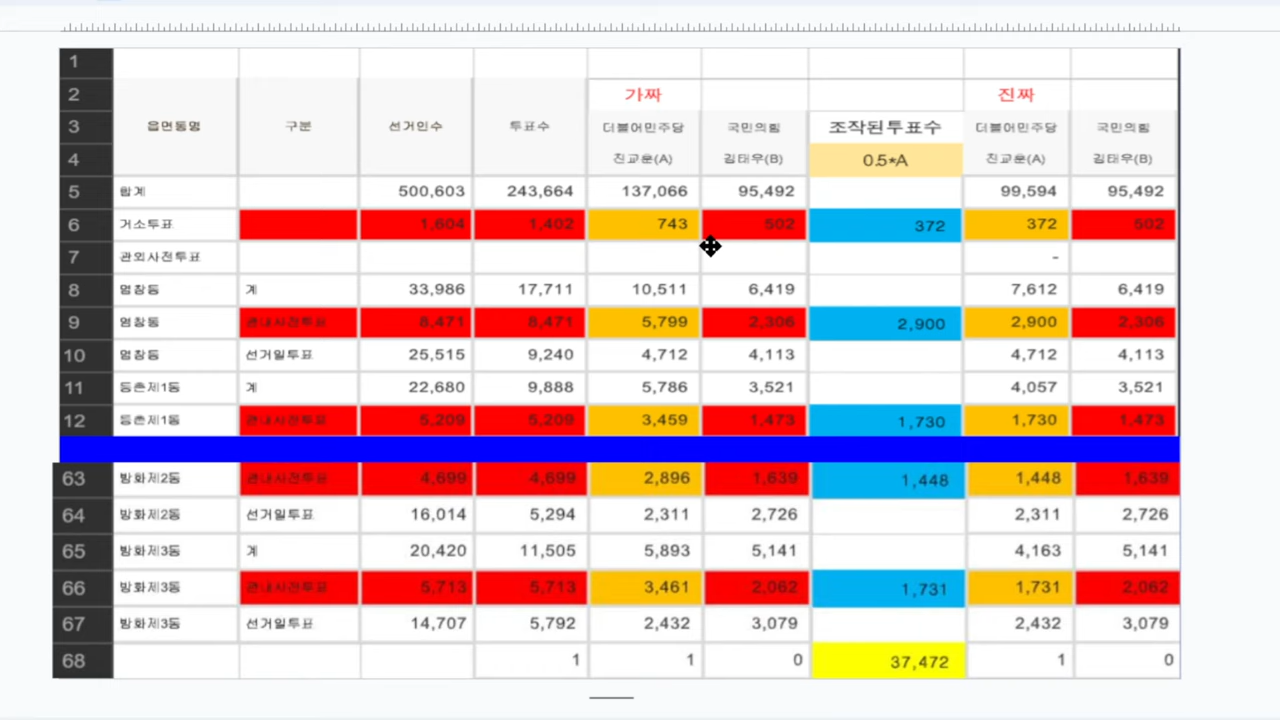 1
2 가짜 진짜
3 읍면동명 구분 선거인수 투표수 더불어민주당 국민의힘 조작된투표수 더불어민주당 국민의힘
4 진교훈(A) 김태우(B) 0.5*A 진교훈(A) 김태우(B)
5 합계 500,603 243,664 137,066 95,492 99,594 95,492
6 거소투표 1,604 1,402 743 502 372 372 502
7 관외사전투표 -
8 염창동 계 33,986 17,711 10,511 6,419 7,612 6,419
9 염창동 관내사전투표 8,471 8,471 5,799 2,306 2,900 2,900 2,306
10 염창동 선거일투표 25,515 9,240 4,712 4,113 4,712 4,113
11 등촌제1동 계 22,680 9,888 5,786 3,521 4,057 3,521
12 등촌제1동 관내사전투표 5,209 5,209 3,459 1,473 1,730 1,730 1,473
63 방화제2동 관내사전투표 4,699 4,699 2,896 1,639 1,448 1,448 1,639
64 방화제2동 선거일투표 16,014 5,294 2,311 2,726 2,311 2,726
65 방화제3동 계 20,420 11,505 5,893 5,141 4,163 5,141
66 방화제3동 관내사전투표 5,713 5,713 3,461 2,062 1,731 1,731 2,062
67 방화제3동 선거일투표 14,707 5,792 2,432 3,079 2,432 3,079
68 1 1 0 37,472 1 0